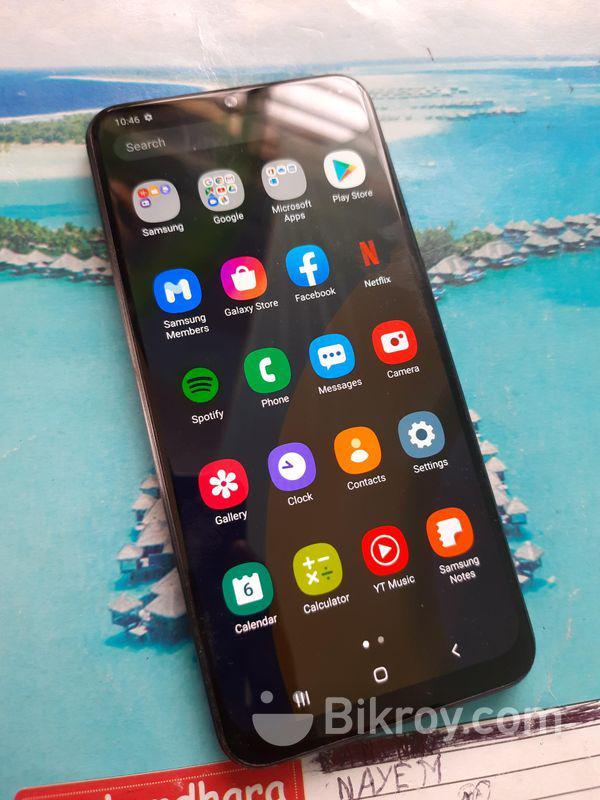 10:46
Search
Samsung
Google
Microsoft
Apps
Play Store
Samsung
Members
Galaxy Store
Facebook
Netflix
Spotify
Phone
Messages
Camera
Gallery
Clock
Contacts
Settings
6
Calendar
Calculator
YT Music
Samsung
Notes
Bikroy.com
NAYEM